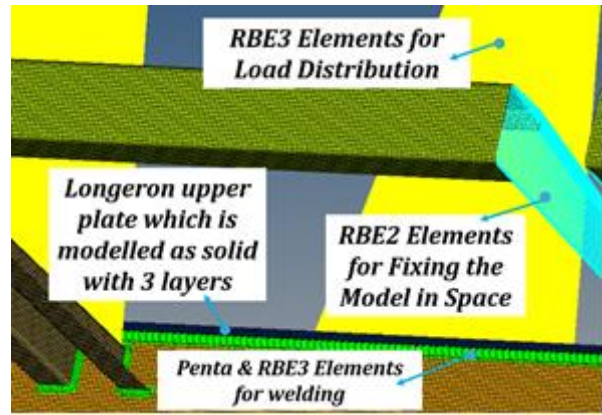 RBE3 Elements for
Load Distribution
Longeron upper
plate which is
modelled as solid
with 3 layers
RBE2 Elements
for Fixing the
Model in Space
Penta & RBE3 Elements
for welding